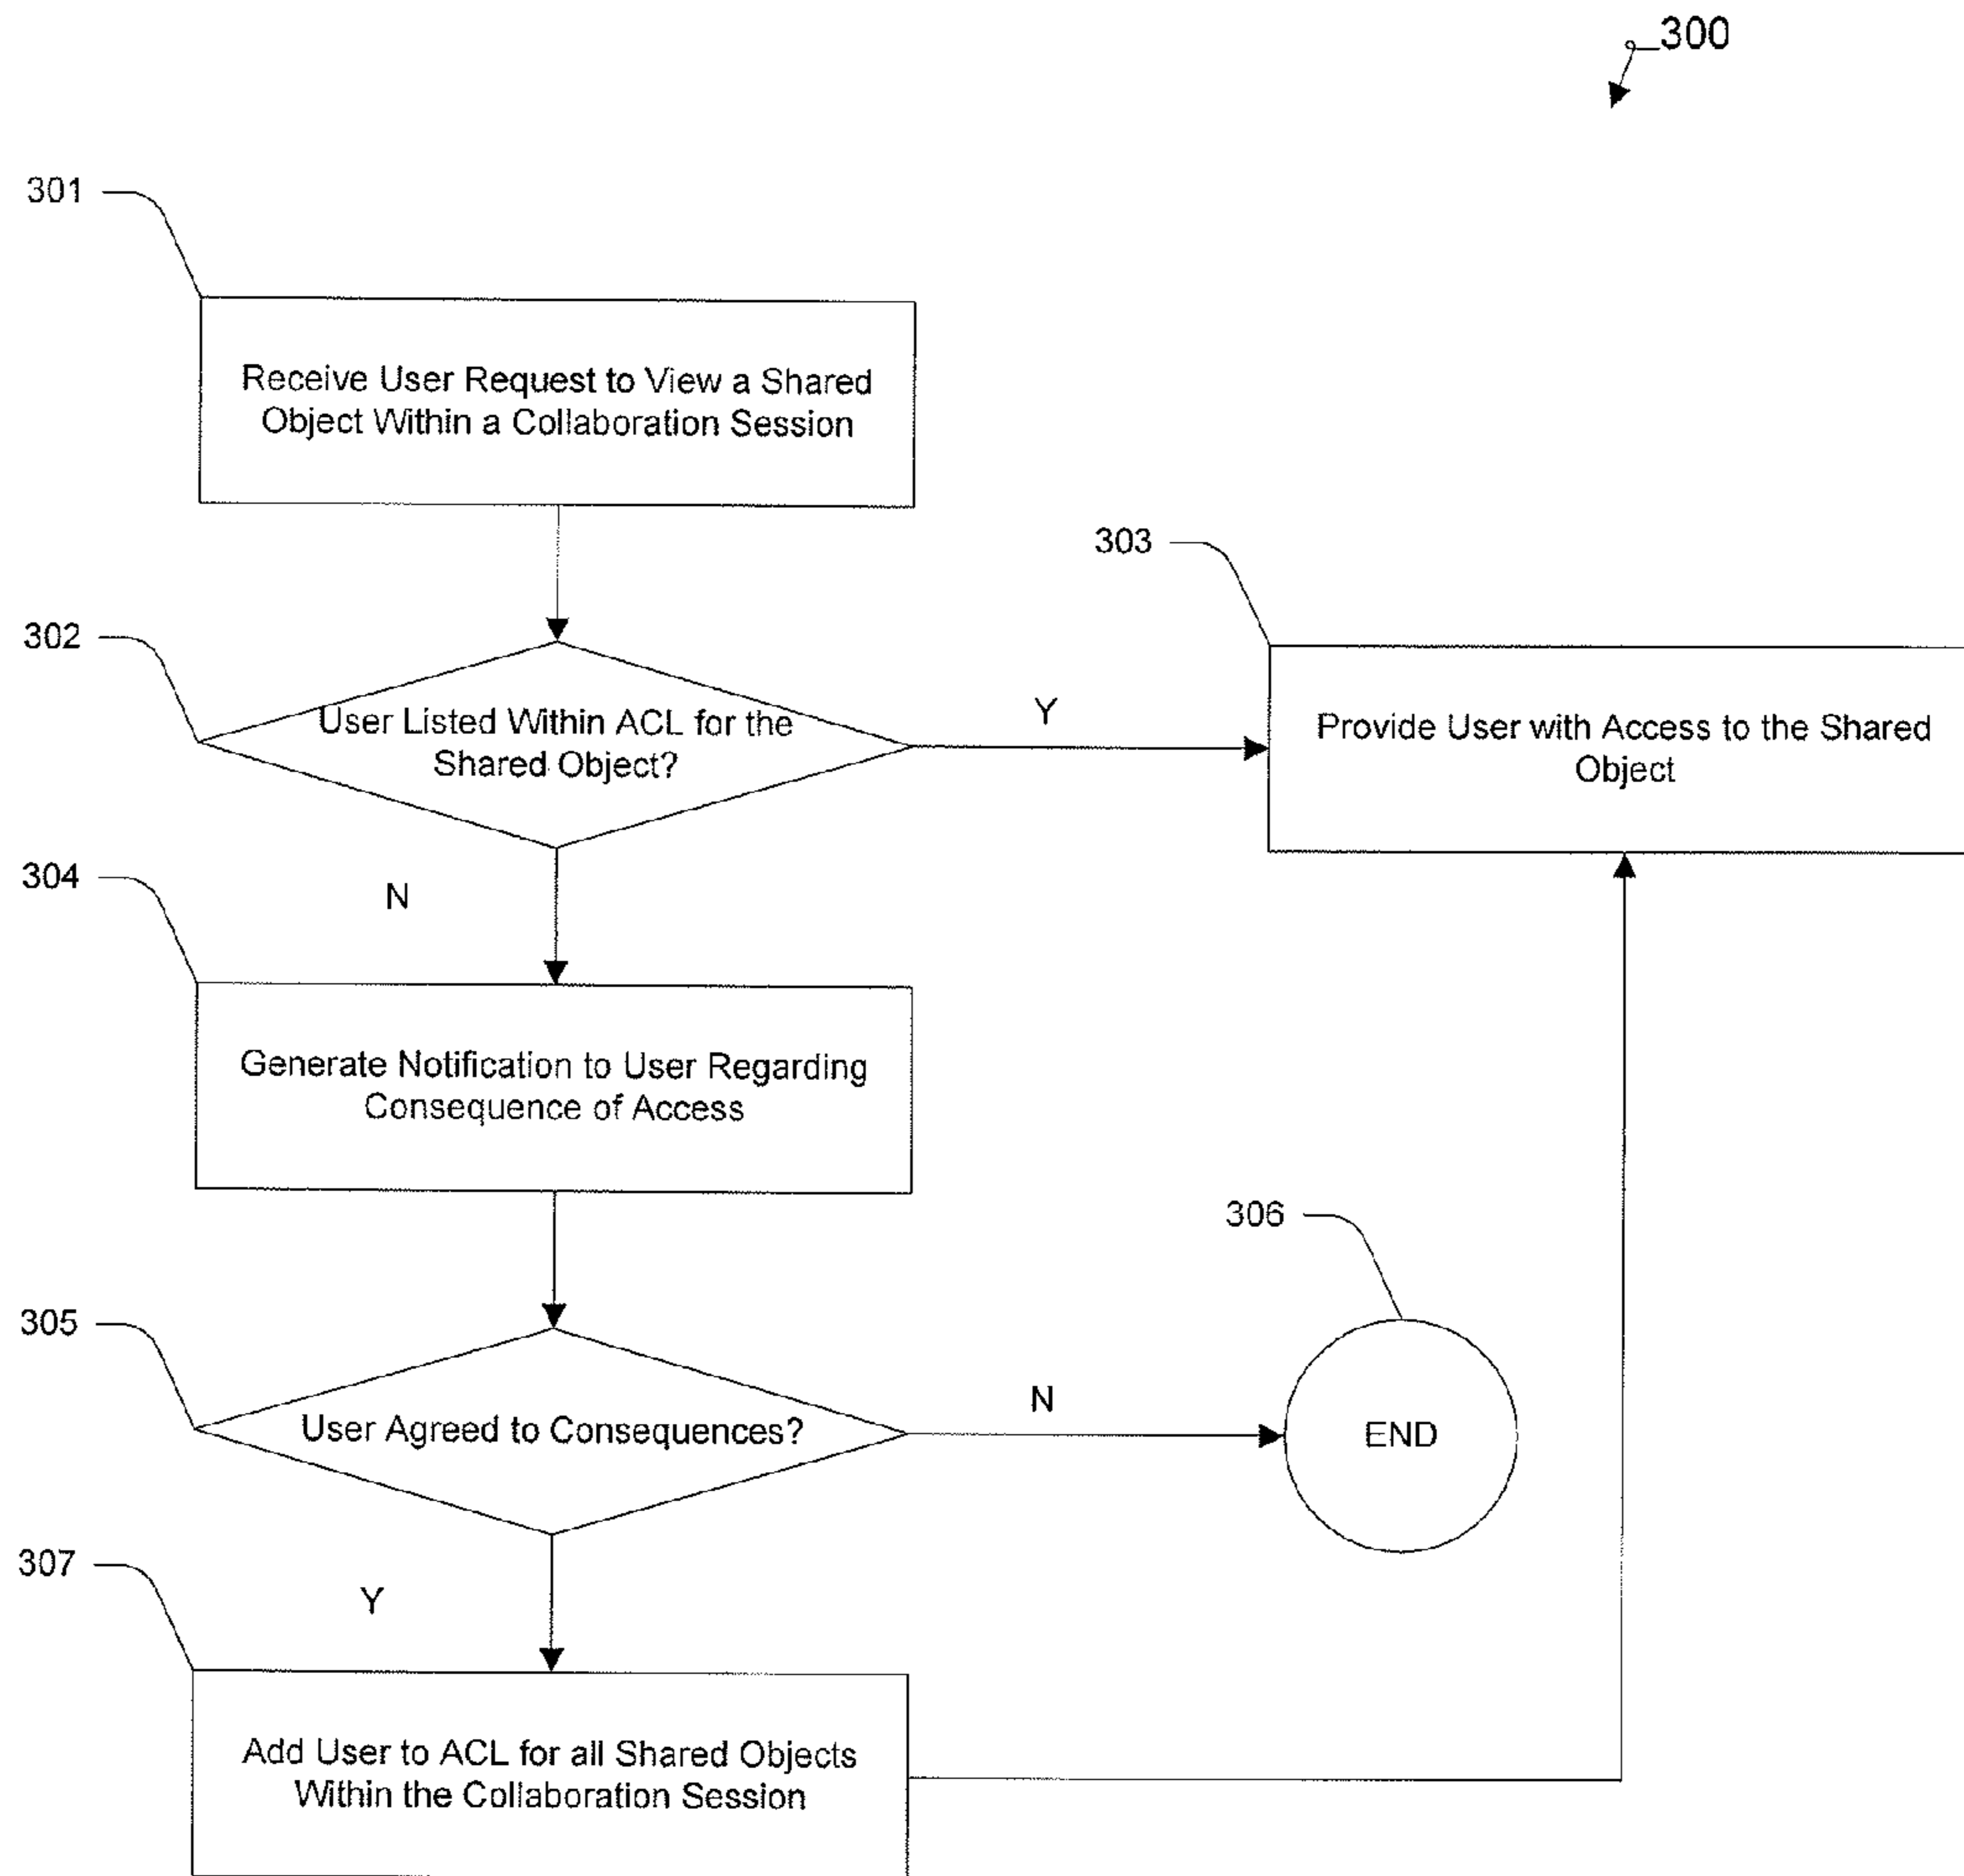 300
301
Receive User Request to View a Shared
Object Within a Collaboration Session
302
User Listed Within ACL for the
Shared Object?
Y
303
Provide User with Access to the Shared
Object
N
304
Generate Notification to User Regarding
Consequence of Access
305
User Agreed to Consequences?
N
306
END
Y
307
Add User to ACL for all Shared Objects
Within the Collaboration Session